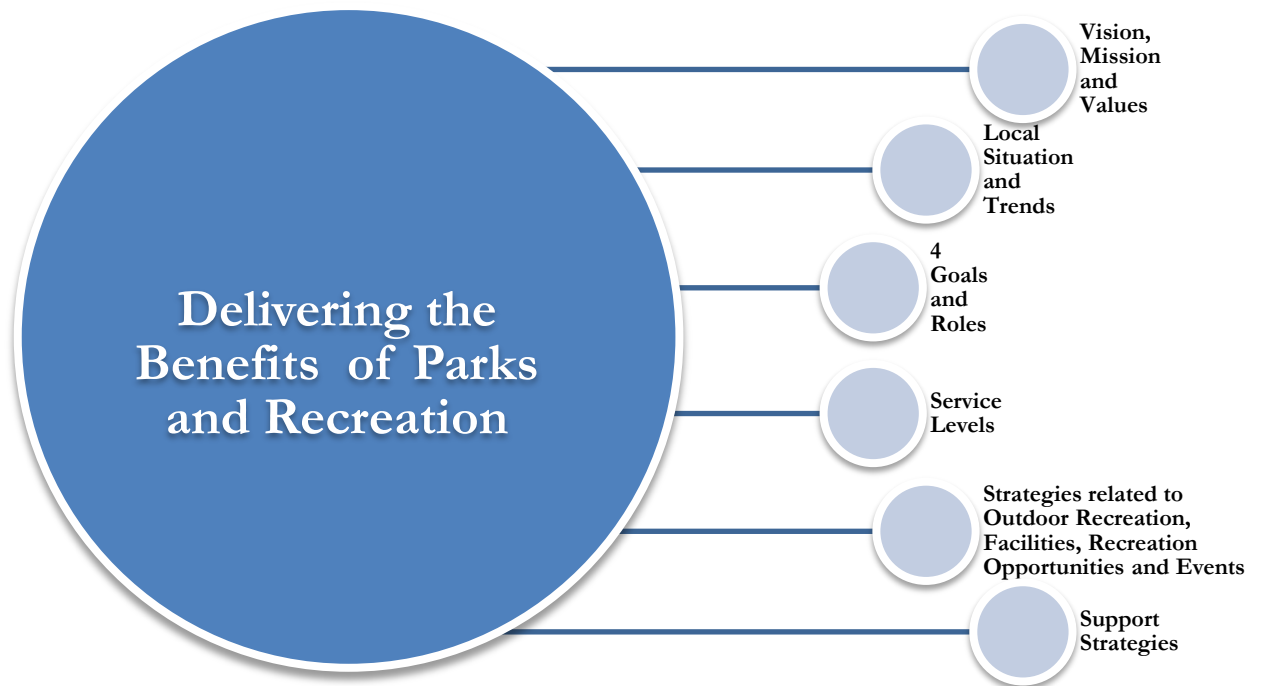 Delivering the
Benefits of Parks
and Recreation
Vision,
Mission
and
Values
Local
Situation
and
Trends
4
Goals
and
Roles
Service
Levels
Strategies related to
Outdoor Recreation,
Facilities, Recreation
Opportunities and Events
Support
Strategies